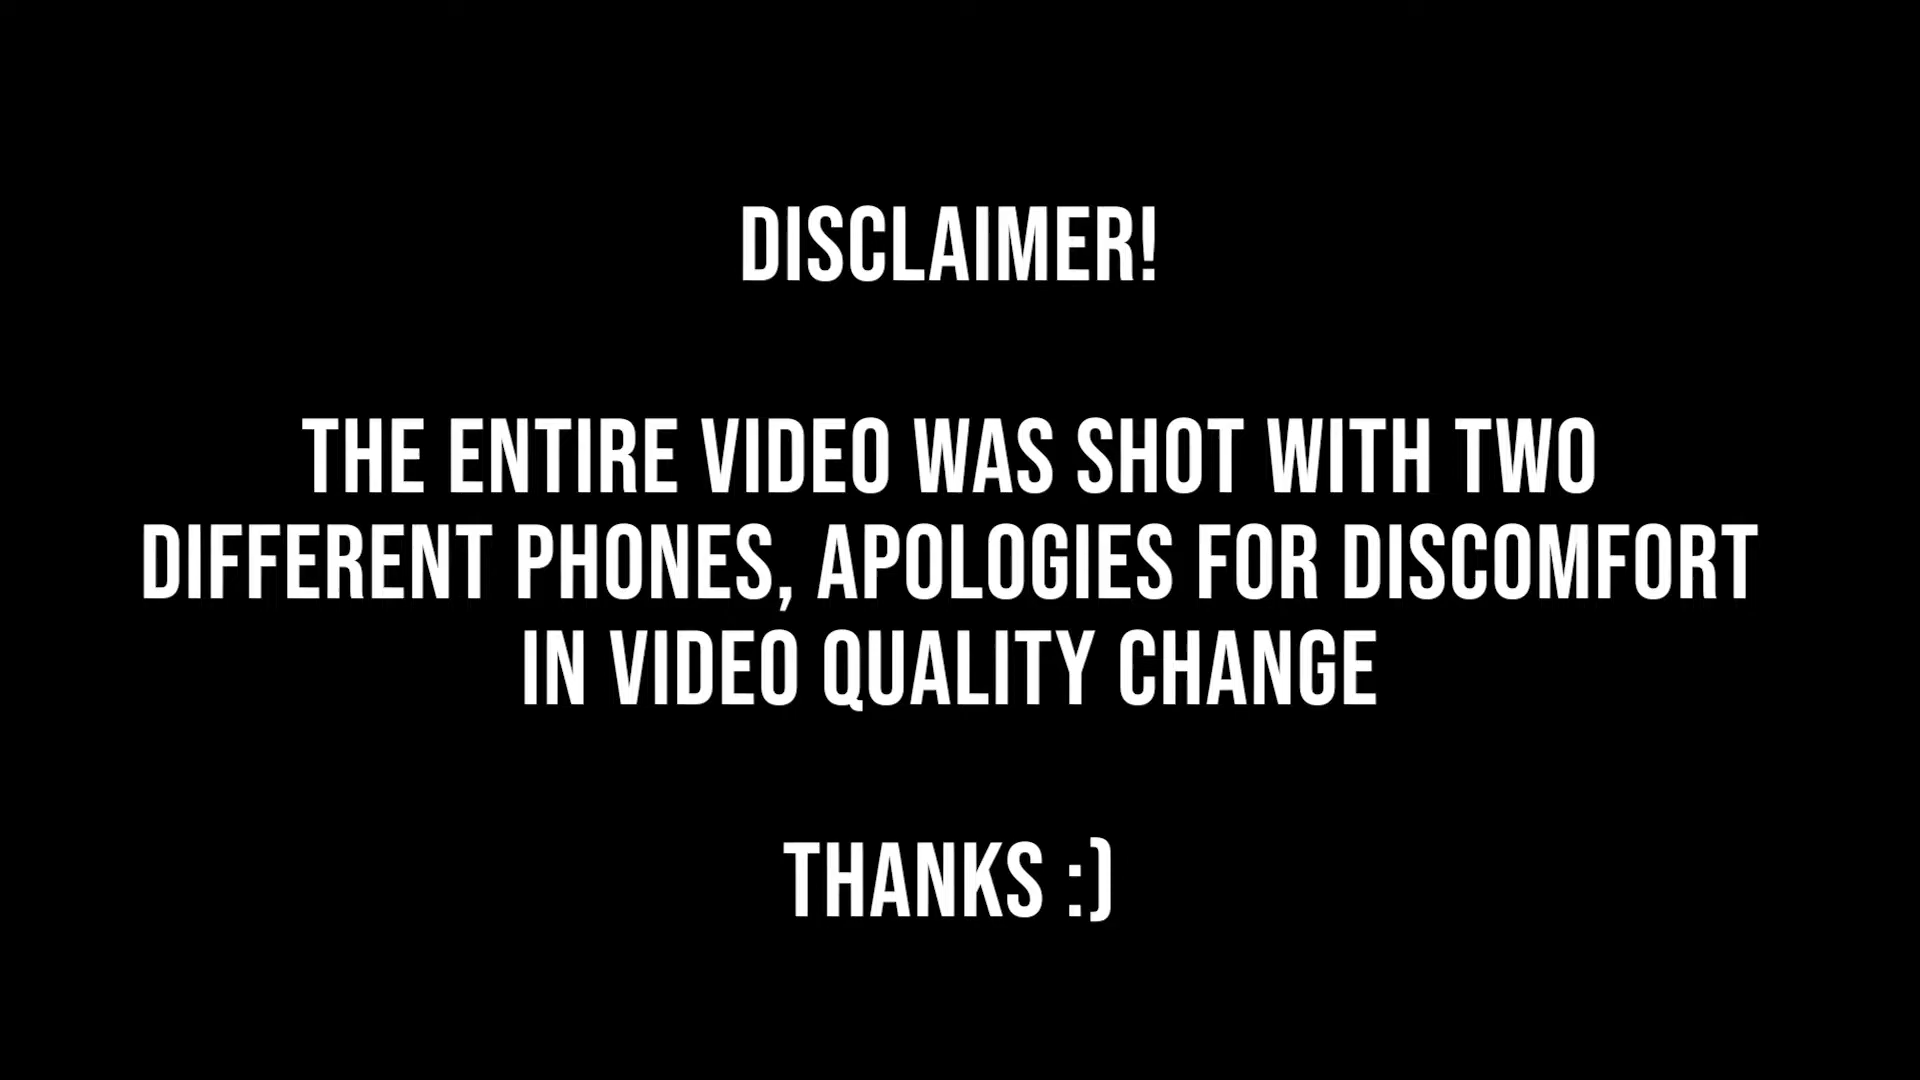 DISCLAIMER!
THE ENTIRE VIDEO WAS SHOT WITH TWO
DIFFERENT PHONES, APOLOGIES FOR DISCOMFORT
IN VIDEO QUALITY CHANGE
THANKS :)